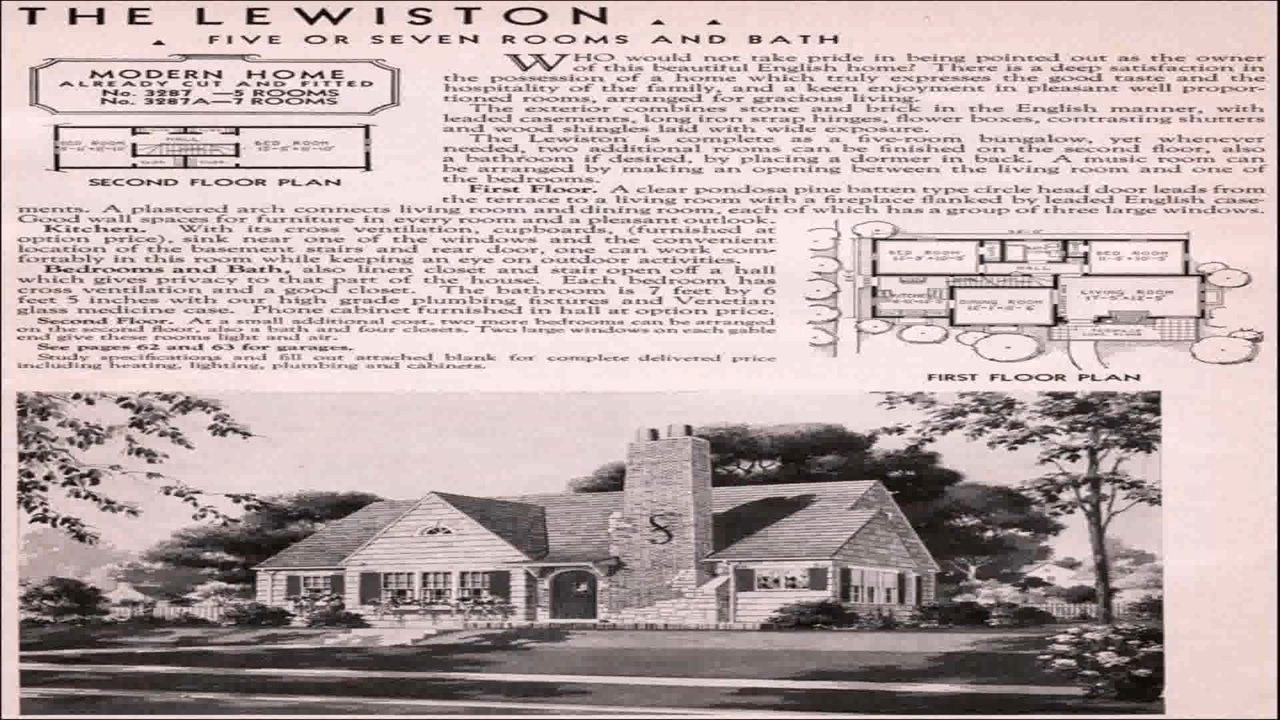 THE LEWISTON
FIVE OR SEVEN ROOMS AND BATH
MODERN HOME
ALREADY CUT AND FITTED
No. 3287 —5 ROOMS
No. 3287A—7 ROOMS
HALL
BED ROOM
BED ROOM
SECOND FLOOR PLAN
WHO would not take pride in being pointed out as the owner
of this beautiful English home? There is a deep satisfaction in
the possession of a home which truly expresses the good taste and the
hospitality of the family, and a keen enjoyment in pleasant well propor-
tioned rooms, arranged for gracious living.
The exterior combines stone and brick in the English manner, with
leaded casements, long iron strap hinges, flower boxes, contrasting shutters
and wood shingles laid with wide exposure.
The Lewiston is complete as a five-room bungalow, yet whenever
needed, two additional rooms can be finished on the second floor, also
a bathroom if desired, by placing a dormer in back. A music room can
be arranged by making an opening between the living room and one of
the bedrooms.
First Floor. A clear pondosa pine batten type circle head door leads from
the terrace to a living room with a fireplace flanked by leaded English case-
ments. A plastered arch connects living room and dining room, each of which has a group of three large windows.
Good wall spaces for furniture in every room and a pleasant outlook.
Kitchen. With its cross ventilation, cupboards, (furnished at
option price), sink near one of the windows and the convenient
location of the basement stairs and rear door, one can work com-
fortably in this room while keeping an eye on outdoor activities.
Bedrooms and Bath, also linen closet and stair open off a hall
which gives privacy to that part of the house. Each bedroom has
cross ventilation and a good closet. The bathroom is 7 feet by 6
feet 5 inches with our high grade plumbing fixtures and Venetian
glass medicine case. Phone cabinet furnished in hall at option price.
Second Floor. At a small additional cost, two more bedrooms can be arranged
on the second floor, also a bath and four closets. Two large windows on each gable
end give these rooms light and air.
See pages 62 and 63 for garages.
Study specifications and fill out attached blank for complete delivered price
including heating, lighting, plumbing and cabinets.
BED ROOM
BED ROOM
HALL
KITCHEN
DINING ROOM
LIVING ROOM
TERRACE
FIRST FLOOR PLAN
S